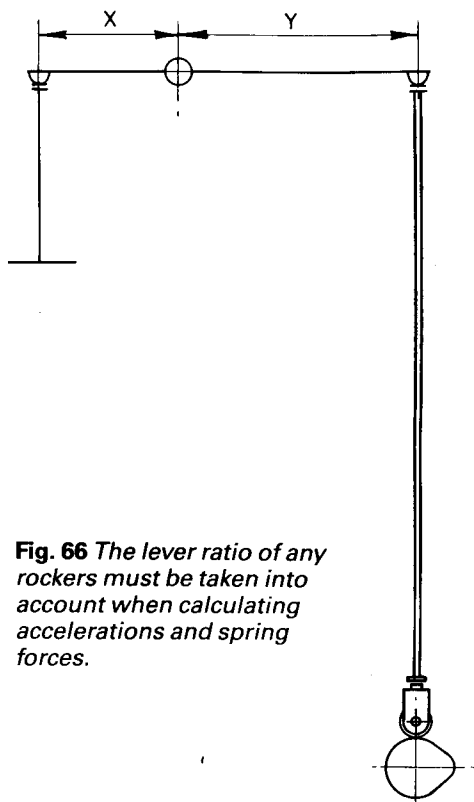 X
Y
Fig. 66 The lever ratio of any
rockers must be taken into
account when calculating
accelerations and spring
forces.